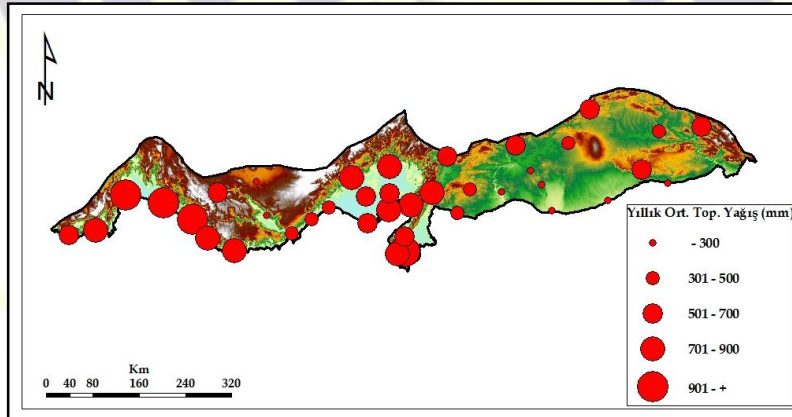 N
Yıllık Ort. Top. Yağış (mm)
- 300
301 - 500
501 - 700
701 - 900
901 - +
Km
0 40 80 160 240 320